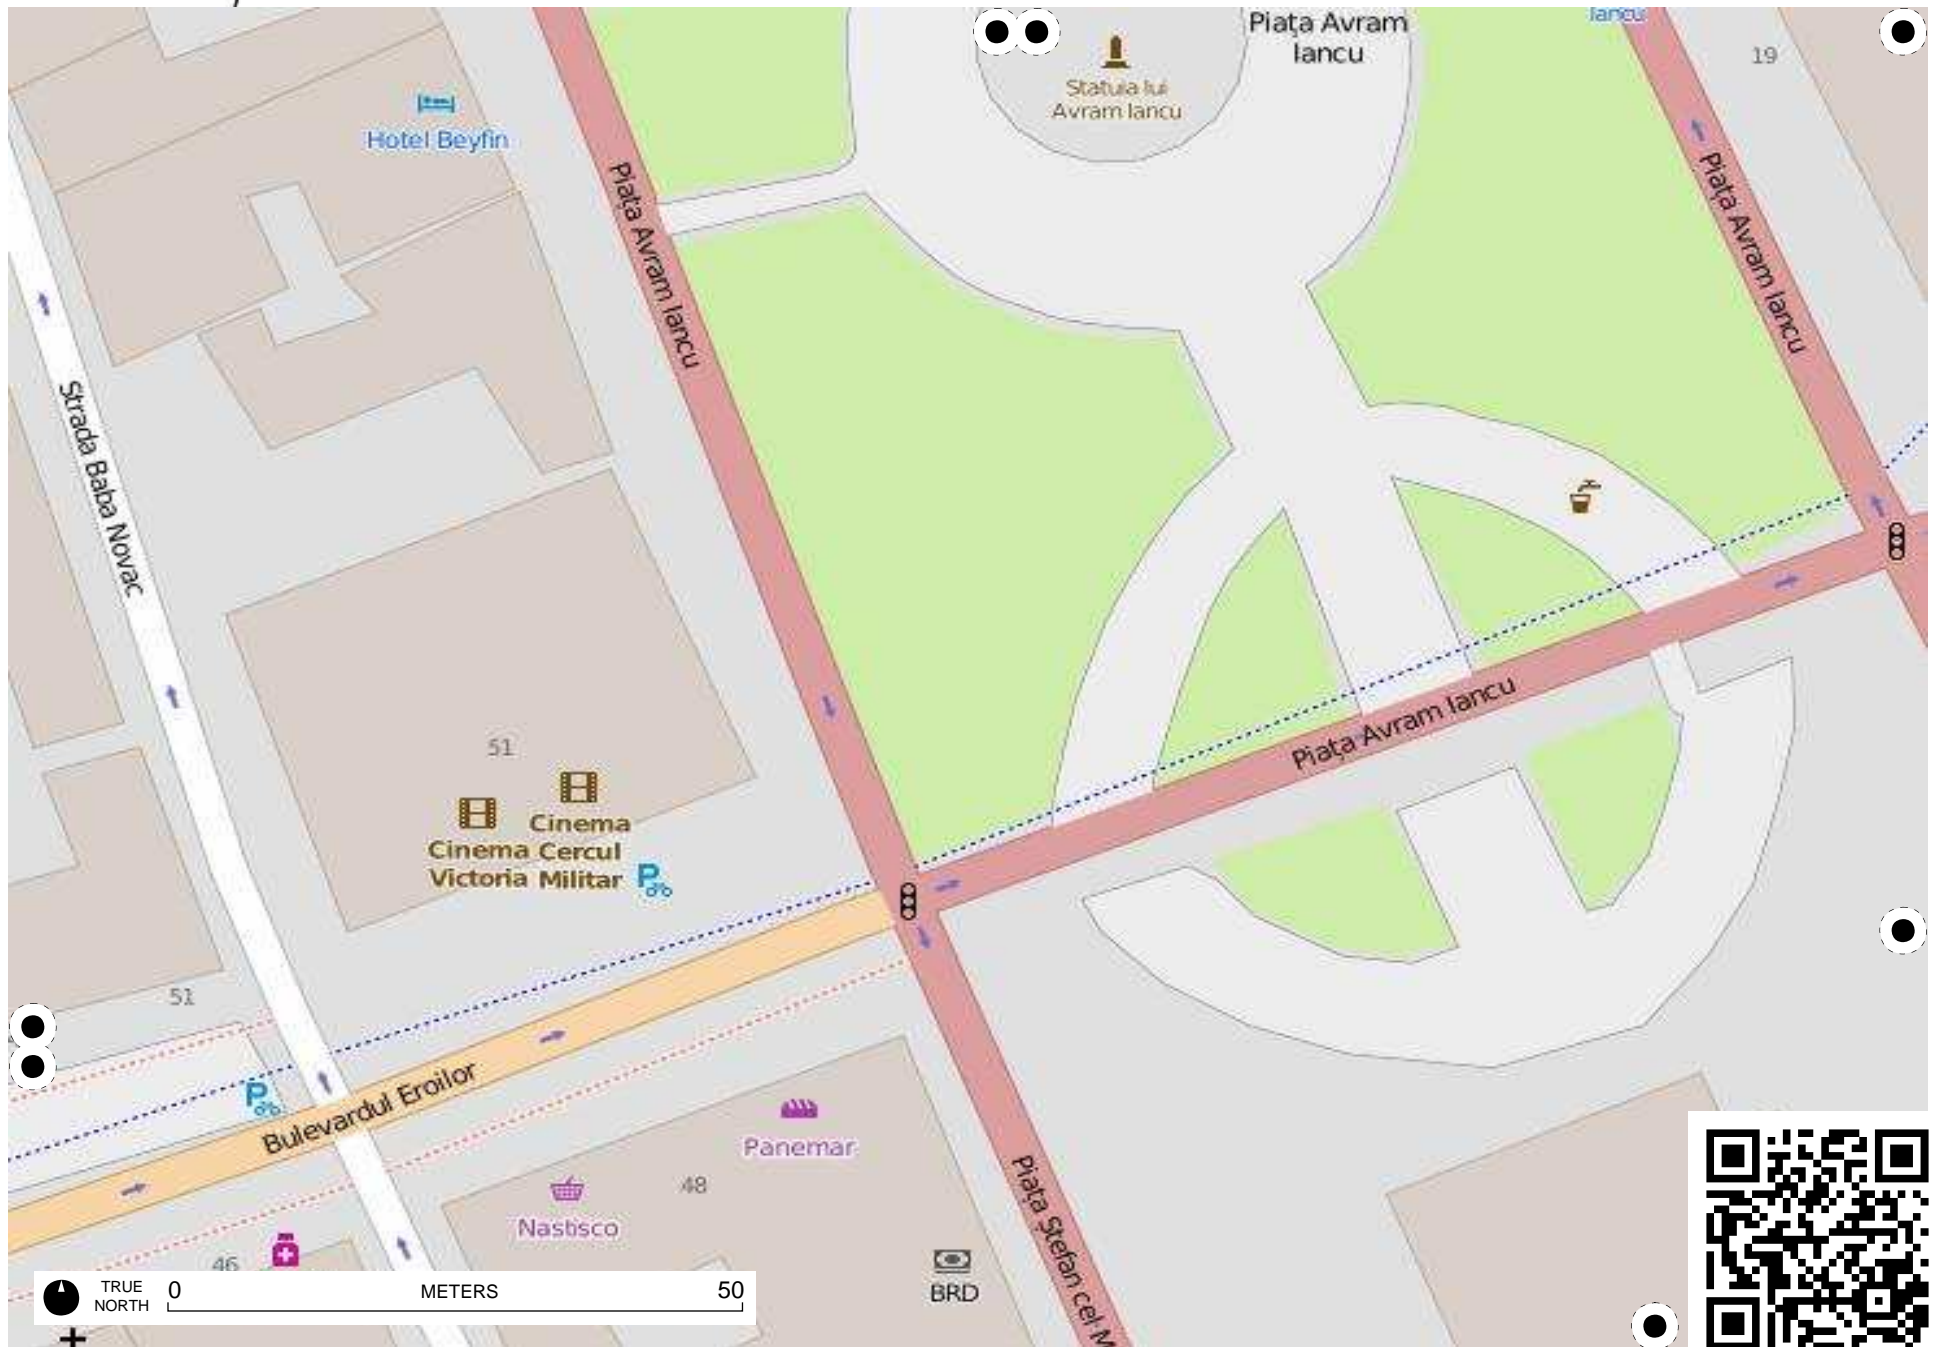 Piața Avram
Iancu
Iancu
19
Statuia lui
Avram Iancu
Hotel Beyfin
Piața Avram Iancu
Piața Avram Iancu
Strada Baba Novac
51
Piața Avram Iancu
Cinema
Cinema Cercul
Victoria Militar
P
51
P
Bulevardul Eroilor
Panemar
48
Nastisco
46
BRD
Piața Ștefan cel M
TRUE
NORTH
0 METERS 50